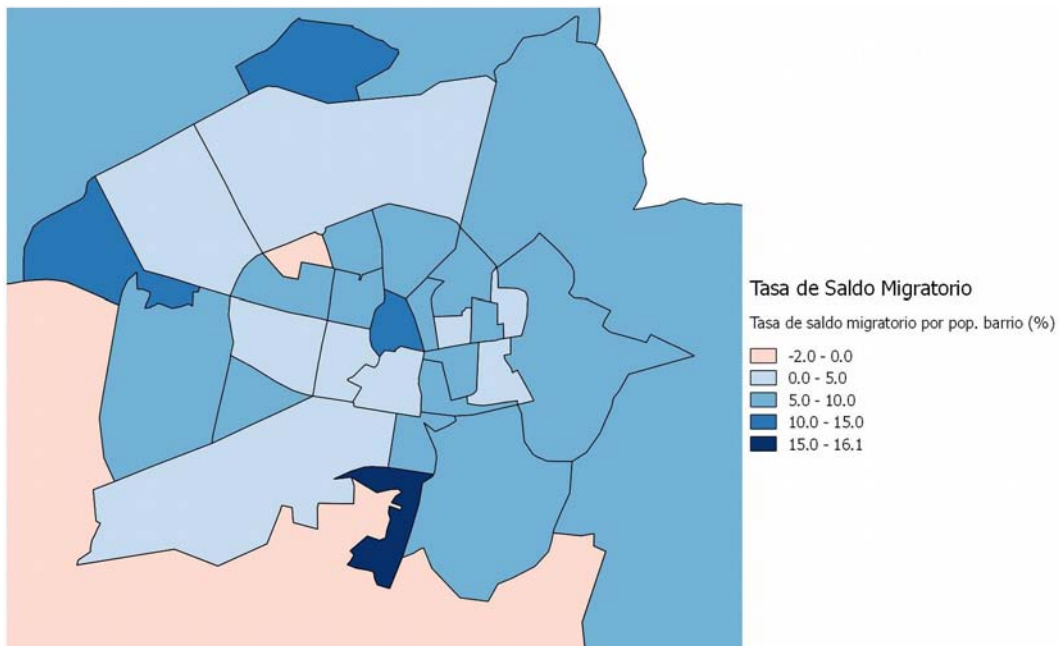 Tasa de Saldo Migratorio
Tasa de saldo migratorio por pop. barrio (%)
-2.0 - 0.0
0.0 - 5.0
5.0 - 10.0
10.0 - 15.0
15.0 - 16.1